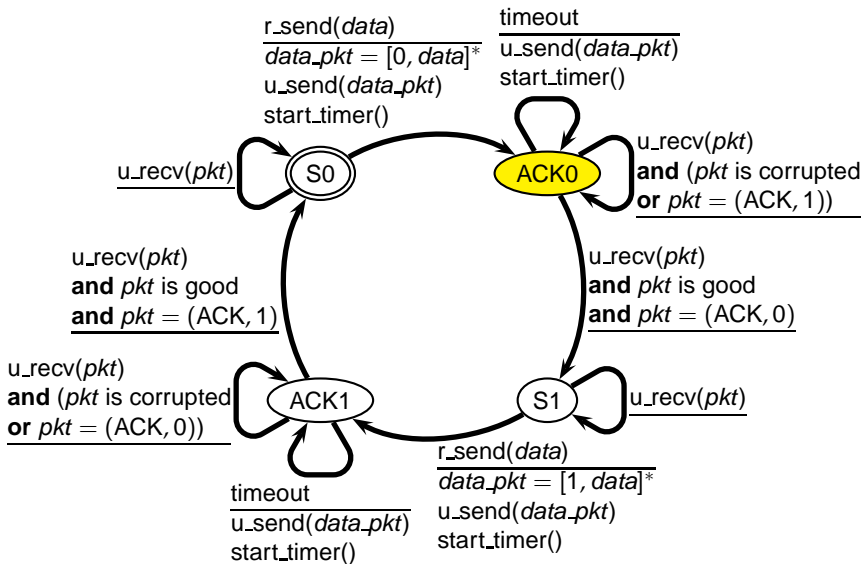 r_send(data)
data_pkt = [0, data]*
u_send(data_pkt)
start_timer()
timeout
u_send(data_pkt)
start_timer()
u_recv(pkt)
S0
ACK0
u_recv(pkt)
and (pkt is corrupted
or pkt = (ACK, 1))
u_recv(pkt)
and pkt is good
and pkt = (ACK, 1)
u_recv(pkt)
and pkt is good
and pkt = (ACK, 0)
u_recv(pkt)
and (pkt is corrupted
or pkt = (ACK, 0))
ACK1
S1
u_recv(pkt)
timeout
u_send(data_pkt)
start_timer()
r_send(data)
data_pkt = [1, data]*
u_send(data_pkt)
start_timer()